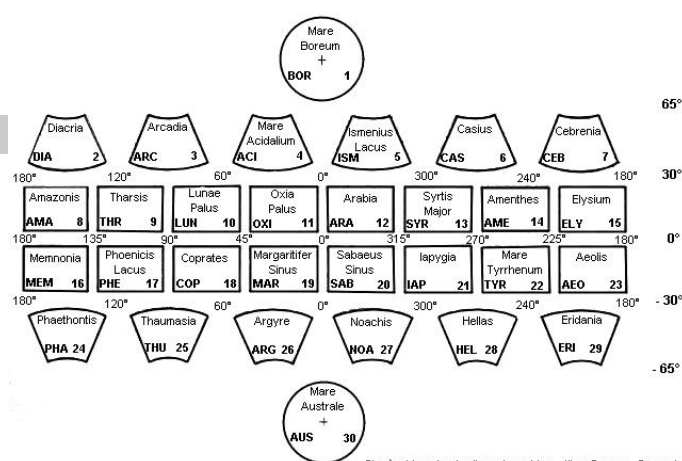 Mare
Boreum
+
BOR 1
65°
Diacria
DIA 2
Arcadia
ARC 3
Mare
Acidalium
ACI 4
Ismenius
Lacus
ISM 5
Casius
CAS 6
Cebrenia
CEB 7
180° 120° 60° 0° 300° 240° 180° 30°
Amazonis
AMA 8
Tharsis
THR 9
Lunae
Palus
LUN 10
Oxia
Palus
OXI 11
Arabia
ARA 12
Syrtis
Major
SYR 13
Amenthes
AME 14
Elysium
ELY 15
180° 135° 90° 45° 0° 315° 270° 225° 180° 0°
Memnonia
MEM 16
Phoenicis
Lacus
PHE 17
Coprates
COP 18
Margaritifer
Sinus
MAR 19
Sabaeus
Sinus
SAB 20
Iapygia
IAP 21
Mare
Tyrrhenum
TYR 22
Aeolis
AEO 23
180° 120° 60° 0° 300° 240° 180° - 30°
Phaethontis
PHA 24
Thaumasia
THU 25
Argyre
ARG 26
Noachis
NOA 27
Hellas
HEL 28
Eridania
ERI 29
- 65°
Mare
Australe
+
AUS 30